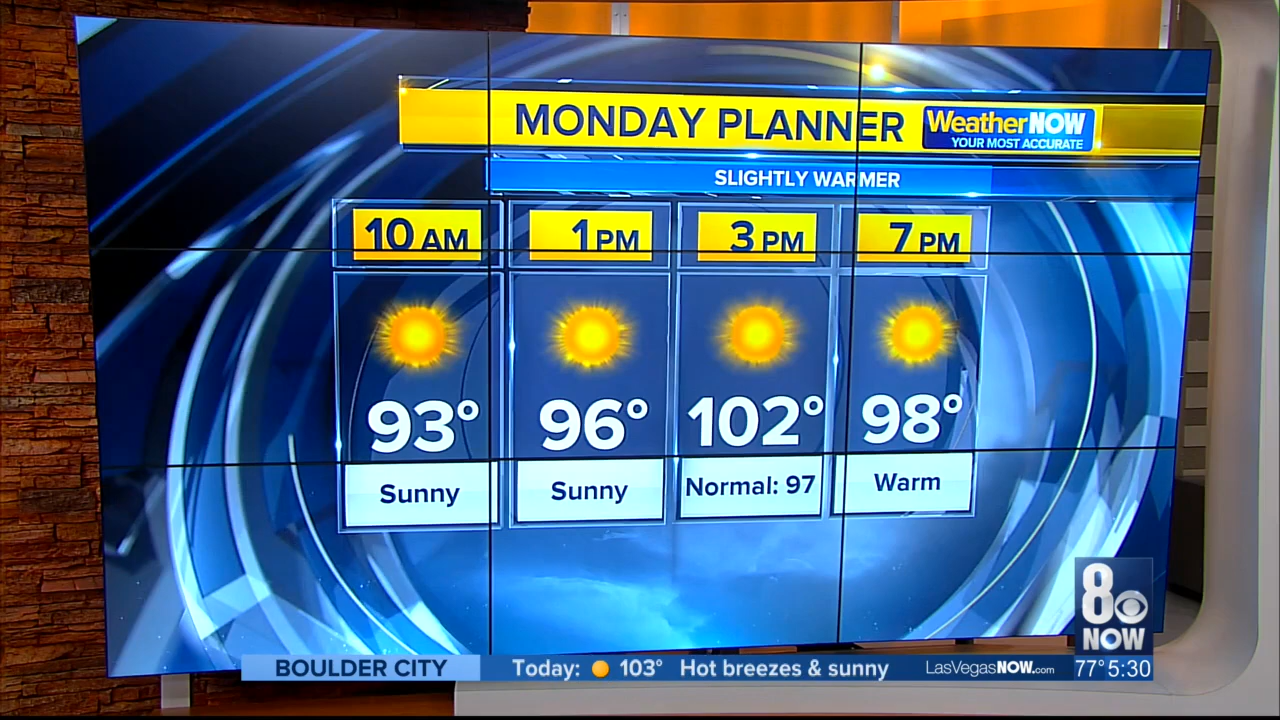 MONDAY PLANNER
WeatherNOW
YOUR MOST ACCURATE
SLIGHTLY WARMER
10 AM 1 PM 3 PM 7 PM
93° 96° 102° 98°
Sunny Sunny Normal: 97 Warm
8
NOW
BOULDER CITY Today: 103° Hot breezes & sunny LasVegasNOW.com 77° 5:30